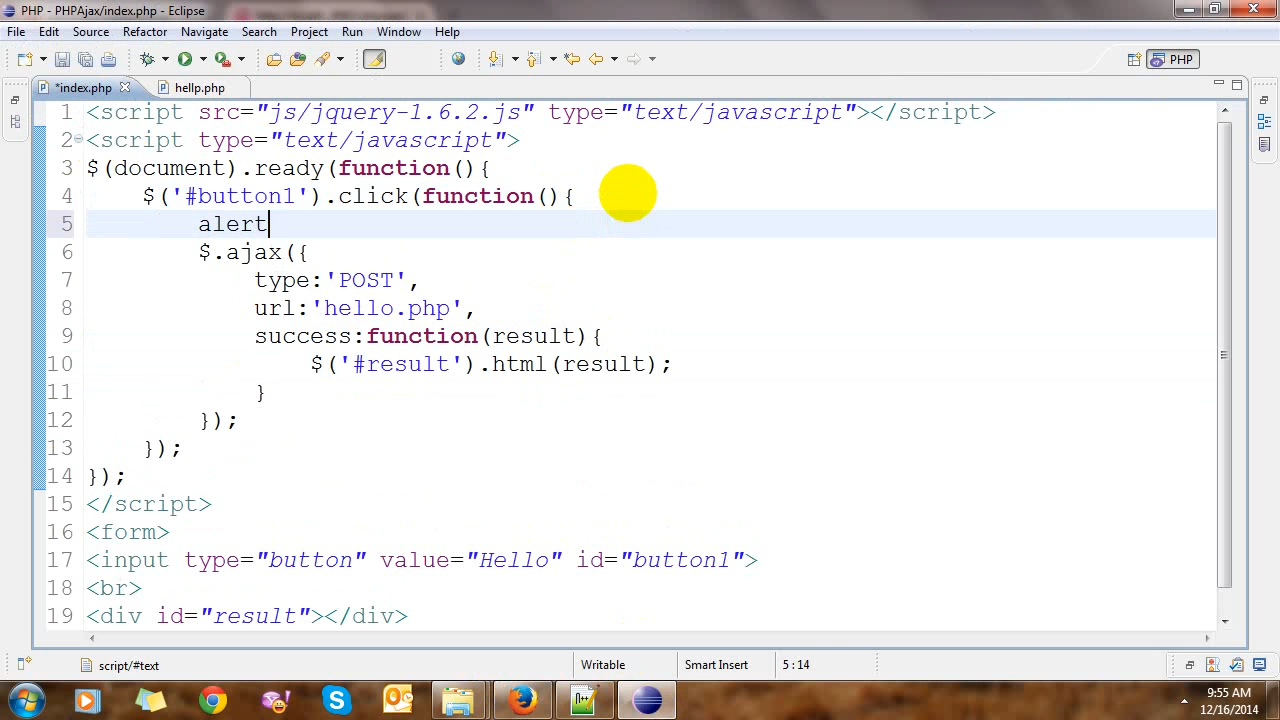 PHP - PHPAjax/index.php - Eclipse
File Edit Source Refactor Navigate Search Project Run Window Help
PHP
*index.php hellp.php
1 <script src="js/jquery-1.6.2.js" type="text/javascript"></script>
2 <script type="text/javascript">
3 $(document).ready(function(){
4 $('#button1').click(function(){
5 alert
6 $.ajax({
7 type:'POST',
8 url:'hello.php',
9 success:function(result){
10 $('#result').html(result);
11 }
12 });
13 });
14 });
15 </script>
16 <form>
17 <input type="button" value="Hello" id="button1">
18 <br>
19 <div id="result"></div>
script/#text Writable Smart Insert 5 : 14
9:55 AM
12/16/2014